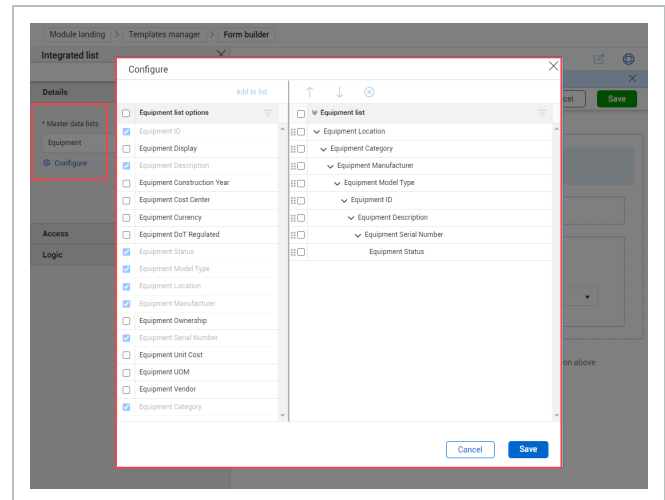 Module landing > Templates manager > Form builder
Integrated list
Details
* Master data lists
Equipment
Configure
Access
Logic
Configure
Add to list
Equipment list options
Equipment ID
Equipment Display
Equipment Description
Equipment Construction Year
Equipment Cost Center
Equipment Currency
Equipment DoT Regulated
Equipment Status
Equipment Model Type
Equipment Location
Equipment Manufacturer
Equipment Ownership
Equipment Serial Number
Equipment Unit Cost
Equipment UOM
Equipment Vendor
Equipment Category
Equipment list
Equipment Location
Equipment Category
Equipment Manufacturer
Equipment Model Type
Equipment ID
Equipment Description
Equipment Serial Number
Equipment Status
Cancel Save
cel Save
on above